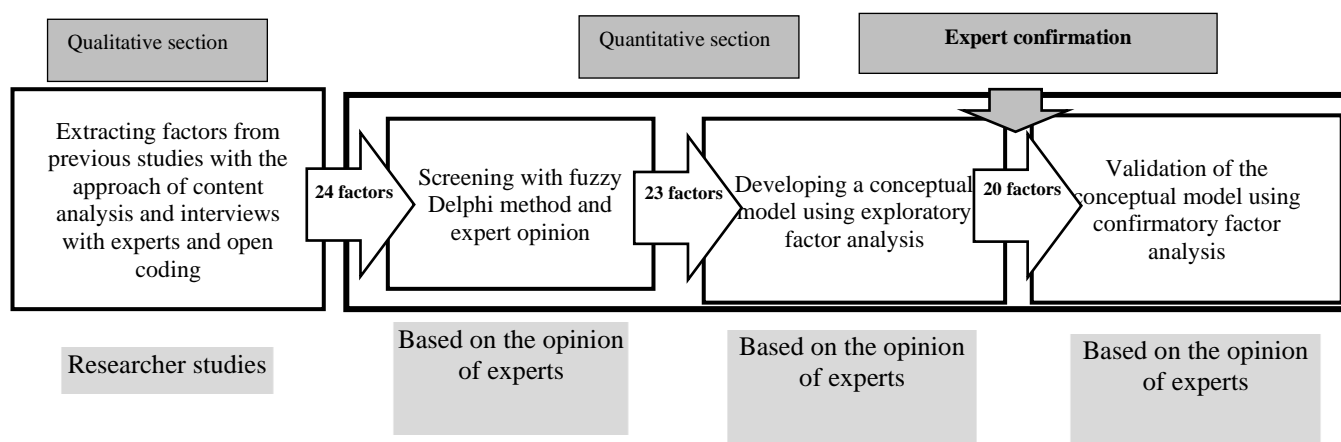 Qualitative section
Quantitative section
Expert confirmation
Extracting factors from
previous studies with the
approach of content
analysis and interviews
with experts and open
coding
24 factors
Screening with fuzzy
Delphi method and
expert opinion
23 factors
Developing a conceptual
model using exploratory
factor analysis
20 factors
Validation of the
conceptual model using
confirmatory factor
analysis
Researcher studies
Based on the opinion
of experts
Based on the opinion
of experts
Based on the opinion
of experts